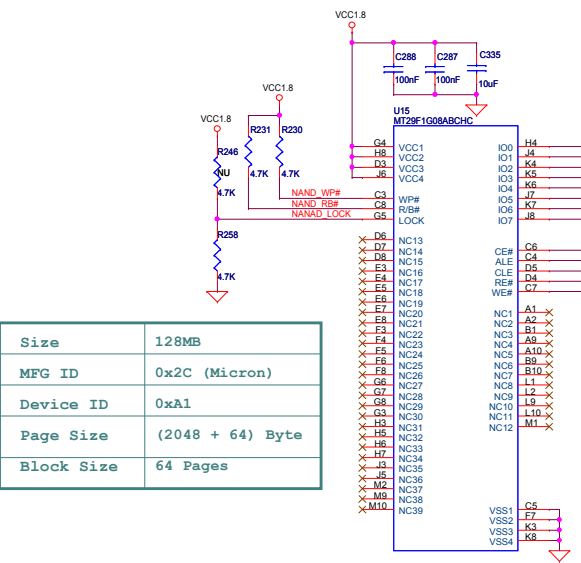 VCC1.8
C288
C287
C335
100nF
100nF
10uF
VCC1.8
VCC1.8
U15
MT29F1G08ABCHC
R246
R231
R230
NU
4.7K
4.7K
4.7K
NAND_WP#
NAND_RB#
NANAD_LOCK
R258
4.7K
G4 VCC1
H8 VCC2
D3 VCC3
J6 VCC4
C3 WP#
C8 R/B#
G5 LOCK
D6 NC13
D7 NC14
D8 NC15
E3 NC16
E4 NC17
E5 NC18
E6 NC19
E7 NC20
E8 NC21
F3 NC22
F4 NC23
F5 NC24
F6 NC25
F8 NC26
G6 NC27
G7 NC28
G8 NC29
G3 NC30
H3 NC31
H5 NC32
H6 NC33
H7 NC34
J3 NC35
J5 NC36
M2 NC37
M9 NC38
M10 NC39
IO0 H4
IO1 J4
IO2 K4
IO3 K5
IO4 K6
IO5 J7
IO6 K7
IO7 J8
CE# C6
ALE C4
CLE D5
RE# D4
WE# C7
NC1 A1
NC2 A2
NC3 B1
NC4 A9
NC5 A10
NC6 B9
NC7 B10
NC8 L1
NC9 L2
NC10 L9
NC11 L10
NC12 M1
VSS1 C5
VSS2 F7
VSS3 K3
VSS4 K8
Size 128MB
MFG ID 0x2C (Micron)
Device ID 0xA1
Page Size (2048 + 64) Byte
Block Size 64 Pages